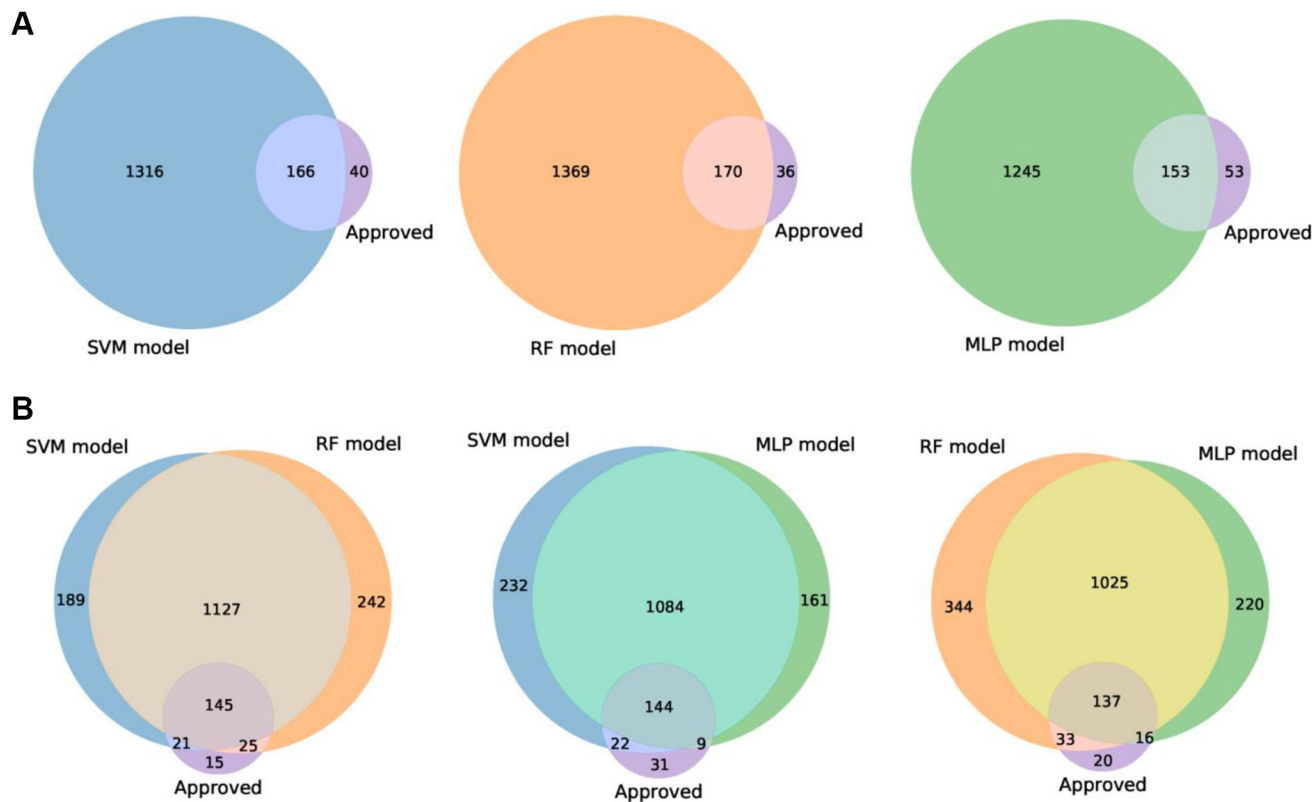 A
1316 166 40
Approved
SVM model
1369 170 36
Approved
RF model
1245 153 53
Approved
MLP model
B
SVM model RF model
189 1127 242
145
21 25
15
Approved
SVM model MLP model
232 1084 161
144
22 9
31
Approved
RF model MLP model
344 1025 220
137
33 16
20
Approved